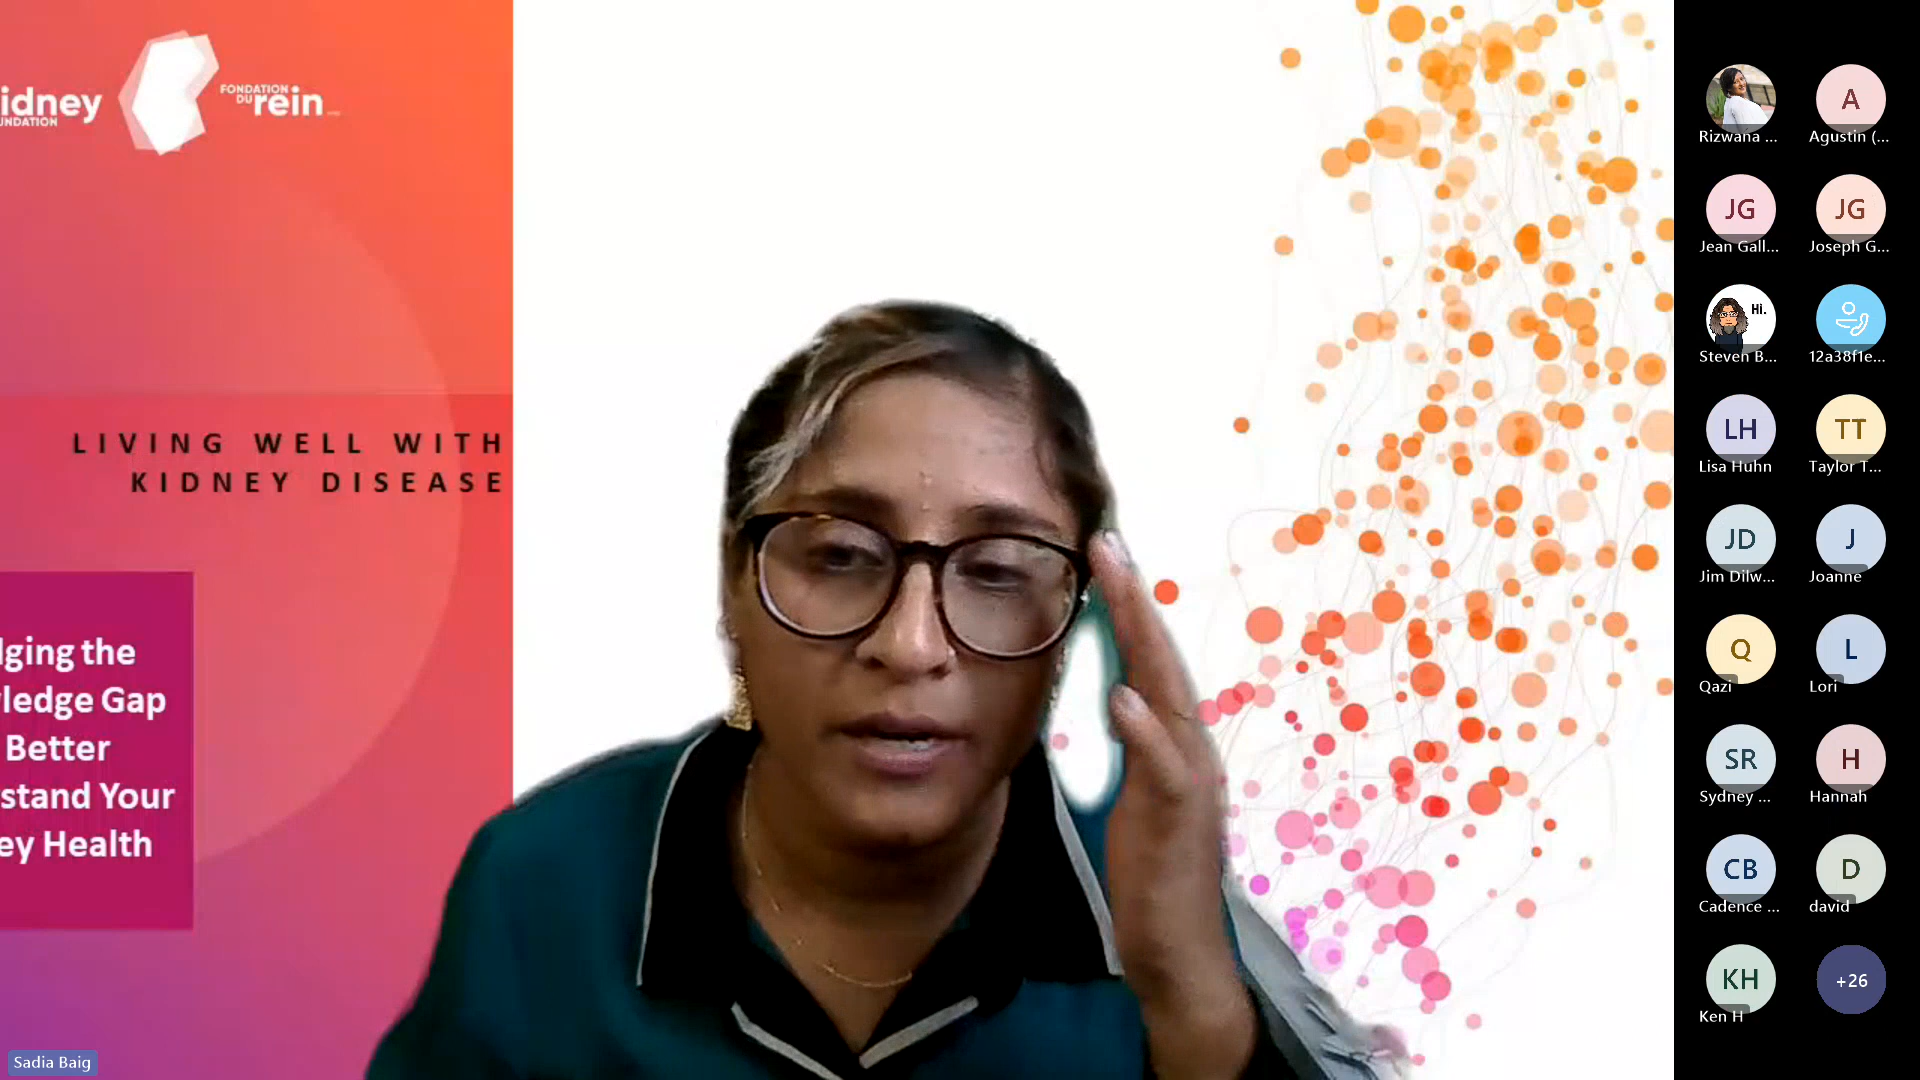 idney
UNDATION
FONDATION
DU rein
LIVING WELL WITH
KIDNEY DISEASE
lging the
ledge Gap
Better
stand Your
ey Health
Sadia Baig
Rizwana ...
A
Agustin (...
JG
Jean Gall...
JG
Joseph G...
Hi.
Steven B...
12a38f1e...
LH
Lisa Huhn
TT
Taylor T...
JD
Jim Dilw...
J
Joanne
Q
Qazi
L
Lori
SR
Sydney ...
H
Hannah
CB
Cadence ...
D
david
KH
Ken H
+26